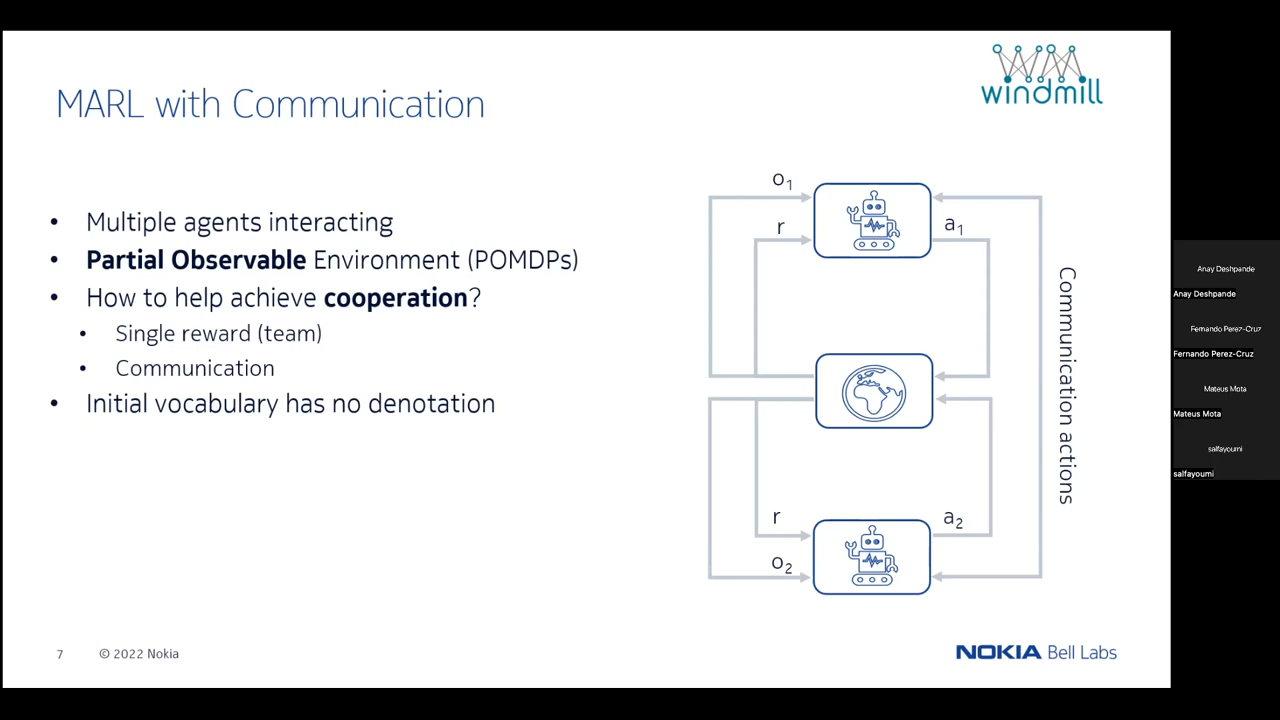 windmill
MARL with Communication
• Multiple agents interacting
• Partial Observable Environment (POMDPs)
• How to help achieve cooperation?
• Single reward (team)
• Communication
• Initial vocabulary has no denotation
o1
r
a1
Communication actions
r
a2
o2
7 © 2022 Nokia
NOKIA Bell Labs
Anay Deshpande
Anay Deshpande
Fernando Perez-Cruz
Fernando Perez-Cruz
Mateus Mota
Mateus Mota
salfayoumi
salfayoumi